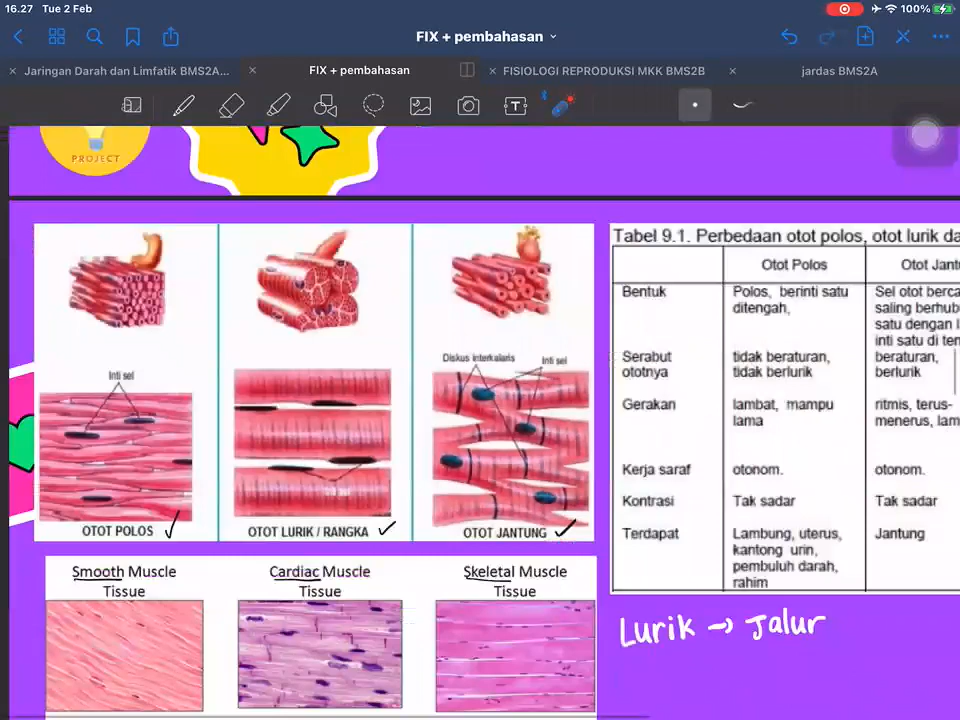 16.27 Tue 2 Feb
100%
FIX + pembahasan
Jaringan Darah dan Limfatik BMS2A...
FIX + pembahasan
FISIOLOGI REPRODUKSI MKK BMS2B
jardas BMS2A
PROJECT
Diskus interkalaris
Inti sel
Inti sel
OTOT POLOS
OTOT LURIK / RANGKA
OTOT JANTUNG
Smooth Muscle
Tissue
Cardiac Muscle
Tissue
Skeletal Muscle
Tissue
Tabel 9.1. Perbedaan otot polos, otot lurik da
Otot Polos
Otot Jantu
Bentuk
Polos, berinti satu
ditengah,
Sel otot berca
saling berhub
satu dengan l
inti satu di ten
Serabut
ototnya
tidak beraturan,
tidak berlurik
beraturan,
berlurik
Gerakan
lambat, mampu
lama
ritmis, terus-
menerus, lam
Kerja saraf
otonom.
otonom.
Kontrasi
Tak sadar
Tak sadar
Terdapat
Lambung, uterus,
kantong urin,
pembuluh darah,
rahim
Jantung
Lurik → Jalur